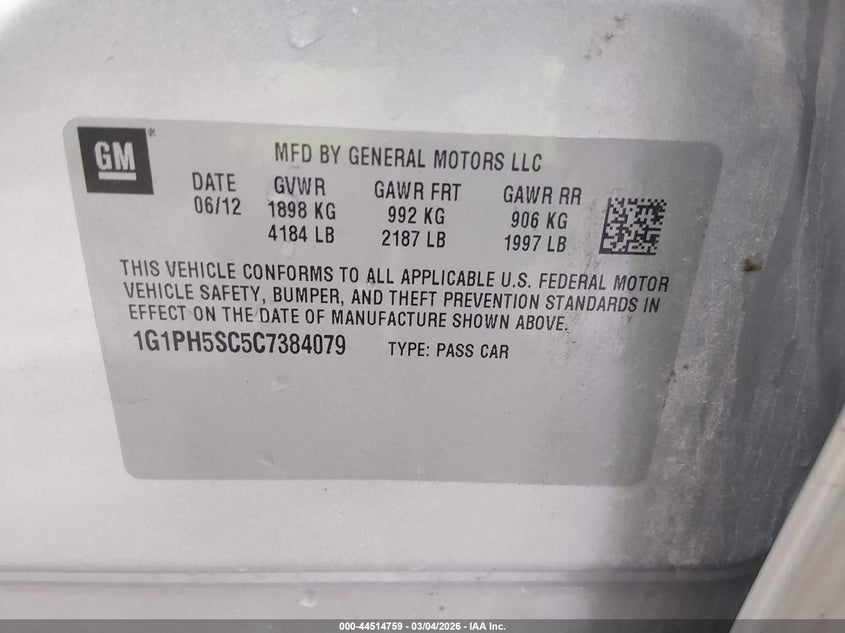 GM®
MFD BY GENERAL MOTORS LLC
DATE GVWR GAWR FRT GAWR RR
06/12 1898 KG 992 KG 906 KG
4184 LB 2187 LB 1997 LB
THIS VEHICLE CONFORMS TO ALL APPLICABLE U.S. FEDERAL MOTOR
VEHICLE SAFETY, BUMPER, AND THEFT PREVENTION STANDARDS IN
EFFECT ON THE DATE OF MANUFACTURE SHOWN ABOVE.
1G1PH5SC5C7384079 TYPE: PASS CAR
000-44514759 - 03/04/2026 - IAA Inc.